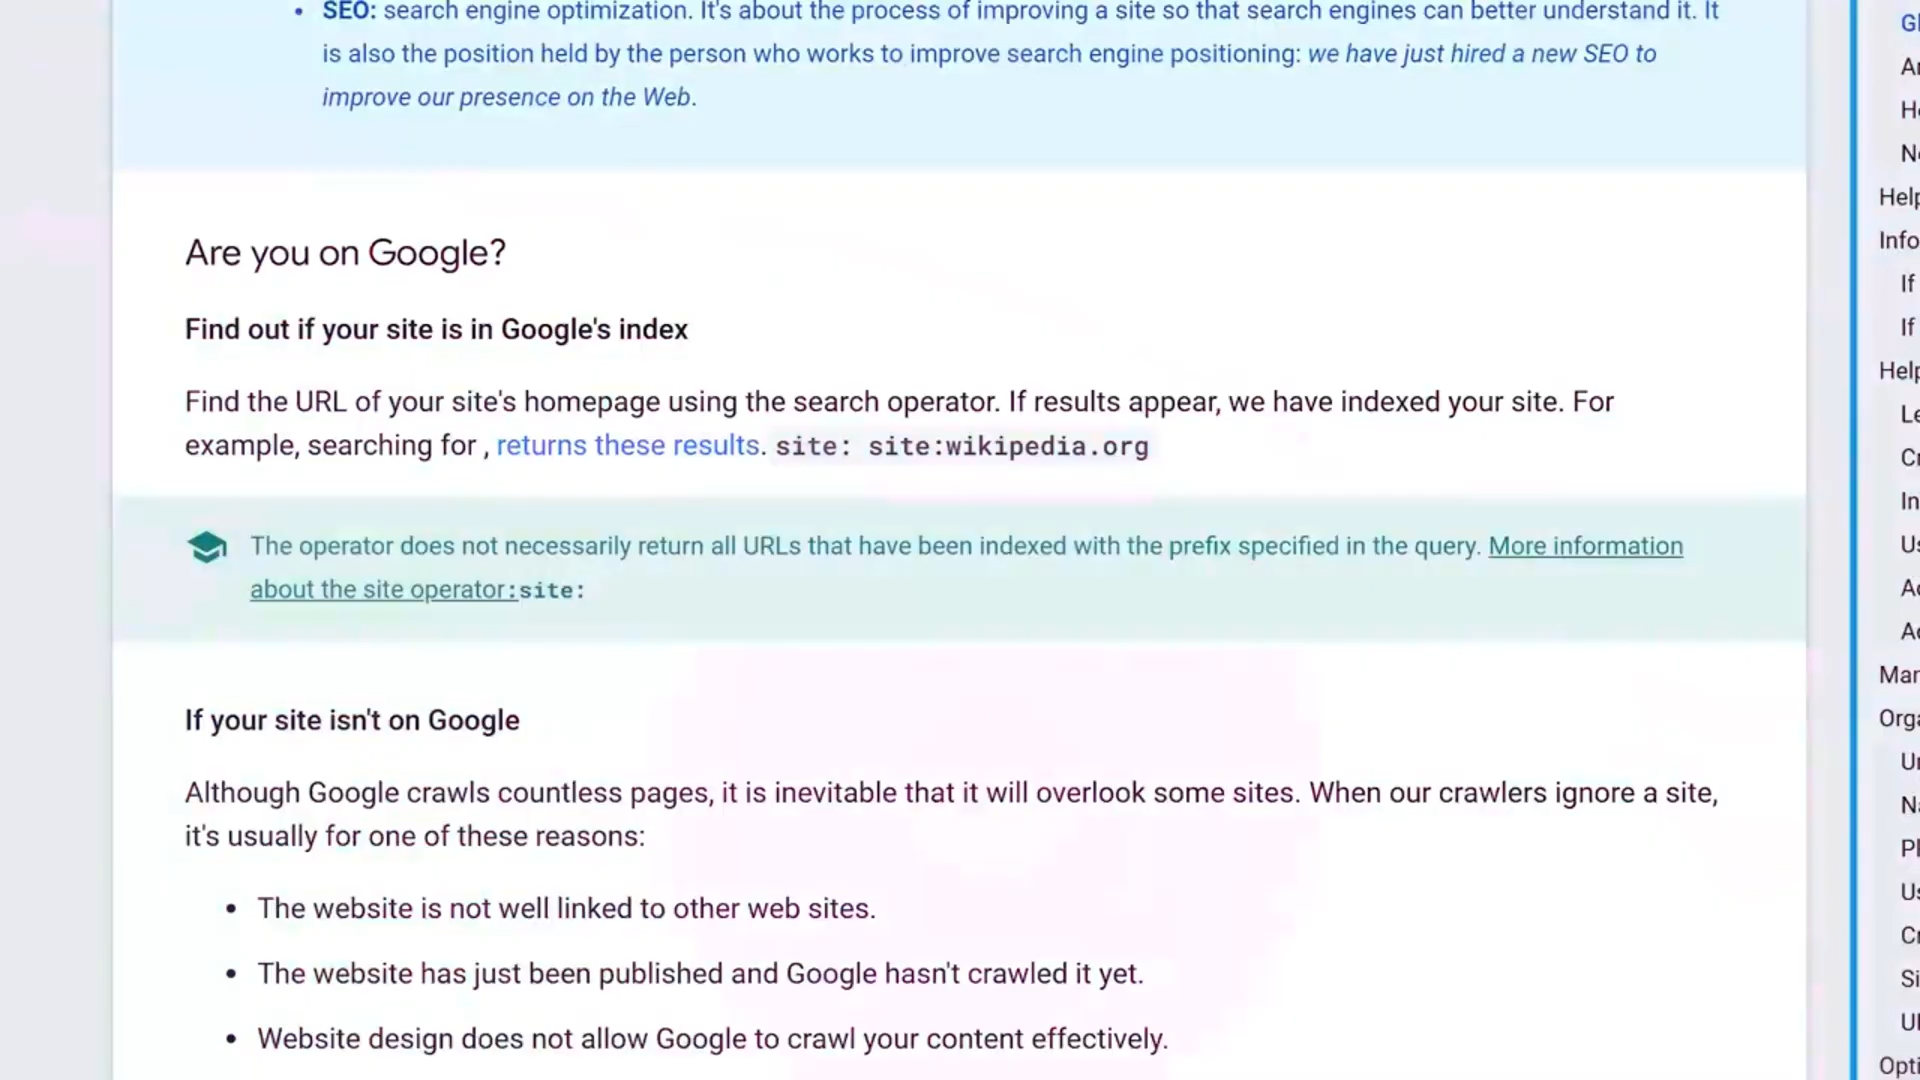 • SEO: search engine optimization. It's about the process of improving a site so that search engines can better understand it. It
is also the position held by the person who works to improve search engine positioning: we have just hired a new SEO to
improve our presence on the Web.
Are you on Google?
Find out if your site is in Google's index
Find the URL of your site's homepage using the search operator. If results appear, we have indexed your site. For
example, searching for , returns these results. site: site:wikipedia.org
The operator does not necessarily return all URLs that have been indexed with the prefix specified in the query. More information
about the site operator:site:
If your site isn't on Google
Although Google crawls countless pages, it is inevitable that it will overlook some sites. When our crawlers ignore a site,
it's usually for one of these reasons:
• The website is not well linked to other web sites.
• The website has just been published and Google hasn't crawled it yet.
• Website design does not allow Google to crawl your content effectively.
Help
Info
If
If
Help